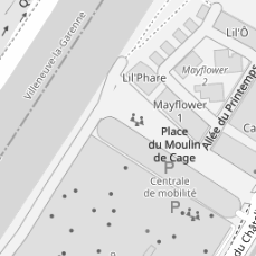 Villeneuve-la-Garenne
Lil'Ô
Lil'Phare
Mayflower
2
Mayflower
1
Allée du Printemps
Place
du Moulin
de Cage
P
Centrale
de mobilité
P